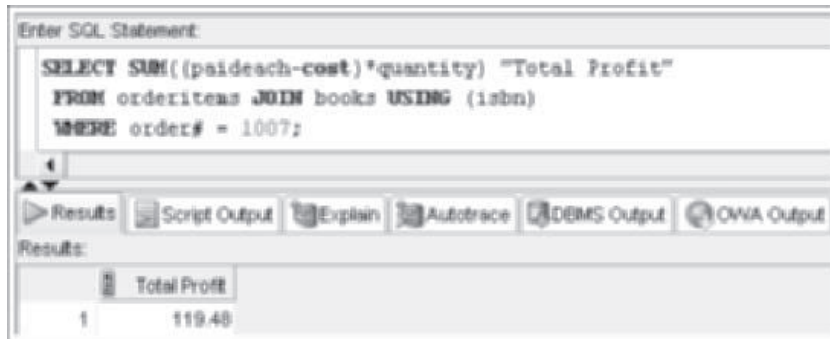 Enter SQL Statement:
SELECT SUM((paideach-cost)*quantity) "Total Profit"
FROM orderitems JOIN books USING (isbn)
WHERE order# = 1007;
Results Script Output Explain Autotrace DBMS Output OWA Output
Results:
Total Profit
1 119.48